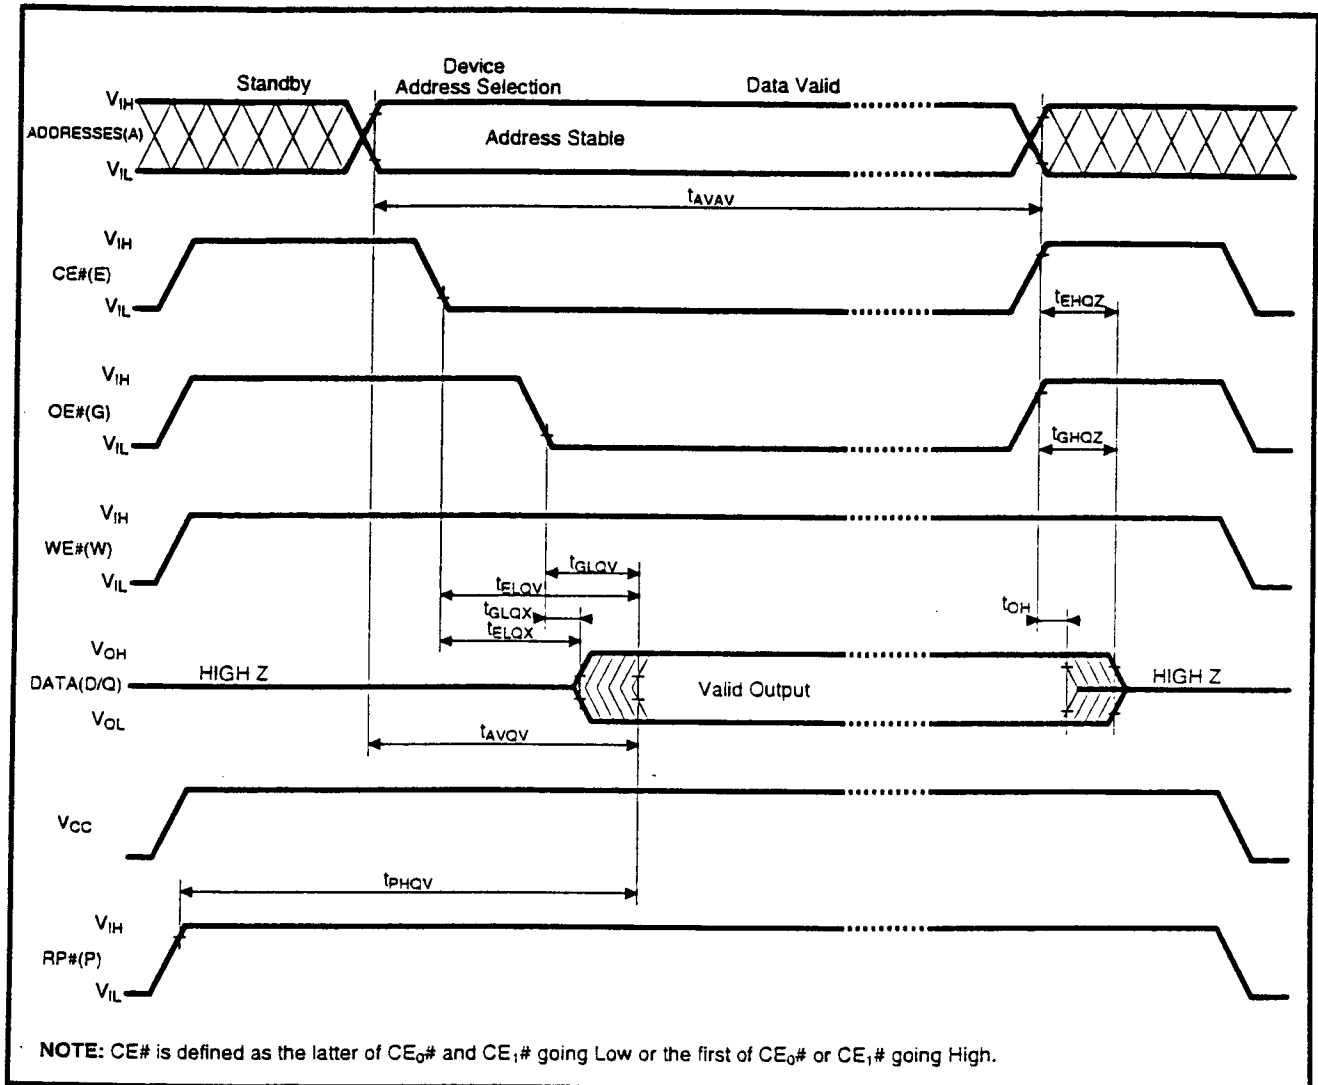 Standby
Device
Address Selection
Data Valid
VIH
ADDRESSES(A)
Address Stable
VIL
tAVAV
VIH
CE#(E)
VIL
tEHQZ
VIH
OE#(G)
VIL
tGHQZ
VIH
WE#(W)
VIL
tGLQV
tELQV
tGLQX
tELQX
tOH
VOH
DATA(D/Q)
HIGH Z
Valid Output
HIGH Z
VOL
tAVQV
VCC
tPHQV
VIH
RP#(P)
VIL
NOTE: CE# is defined as the latter of CE0# and CE1# going Low or the first of CE0# or CE1# going High.